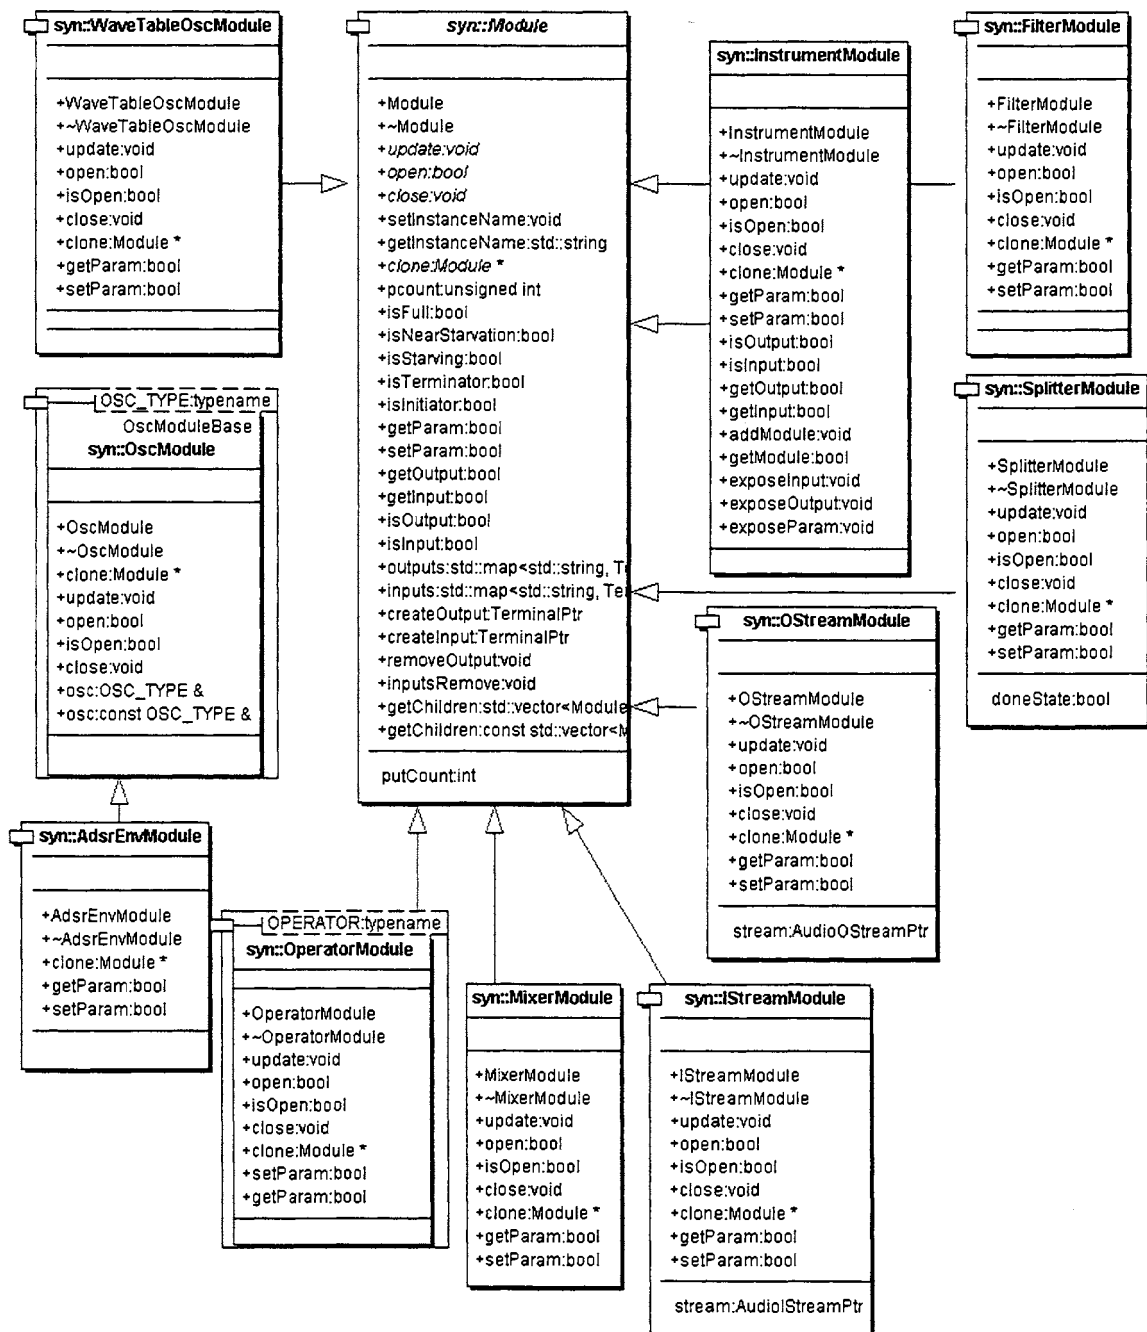 syn::WaveTableOscModule
+WaveTableOscModule
+~WaveTableOscModule
+update:void
+open:bool
+isOpen:bool
+close:void
+clone:Module *
+getParam:bool
+setParam:bool
OSC_TYPE:typename
OscModuleBase
syn::OscModule
+OscModule
+~OscModule
+clone:Module *
+update:void
+open:bool
+isOpen:bool
+close:void
+osc:OSC_TYPE &
+osc:const OSC_TYPE &
syn::AdsrEnvModule
+AdsrEnvModule
+~AdsrEnvModule
+clone:Module *
+getParam:bool
+setParam:bool
syn::Module
+Module
+~Module
+update:void
+open:bool
+close:void
+setInstanceName:void
+getInstanceName:std::string
+clone:Module *
+pcount:unsigned int
+isFull:bool
+isNearStarvation:bool
+isStarving:bool
+isTerminator:bool
+isInitiator:bool
+getParam:bool
+setParam:bool
+getOutput:bool
+getInput:bool
+isOutput:bool
+isInput:bool
+outputs:std::map<std::string, T
+inputs:std::map<std::string, Te
+createOutput:TerminalPtr
+createInput:TerminalPtr
+removeOutput:void
+inputsRemove:void
+getChildren:std::vector<Module
+getChildren:const std::vector<M
putCount:int
OPERATOR:typename
syn::OperatorModule
+OperatorModule
+~OperatorModule
+update:void
+open:bool
+isOpen:bool
+close:void
+clone:Module *
+setParam:bool
+getParam:bool
syn::MixerModule
+MixerModule
+~MixerModule
+update:void
+open:bool
+isOpen:bool
+close:void
+clone:Module *
+getParam:bool
+setParam:bool
syn::InstrumentModule
+InstrumentModule
+~InstrumentModule
+update:void
+open:bool
+isOpen:bool
+close:void
+clone:Module *
+getParam:bool
+setParam:bool
+isOutput:bool
+isInput:bool
+getOutput:bool
+getInput:bool
+addModule:void
+getModule:bool
+exposeInput:void
+exposeOutput:void
+exposeParam:void
syn::OStreamModule
+OStreamModule
+~OStreamModule
+update:void
+open:bool
+isOpen:bool
+close:void
+clone:Module *
+getParam:bool
+setParam:bool
stream:AudioOStreamPtr
syn::IStreamModule
+IStreamModule
+~IStreamModule
+update:void
+open:bool
+isOpen:bool
+close:void
+clone:Module *
+getParam:bool
+setParam:bool
stream:AudioIStreamPtr
syn::FilterModule
+FilterModule
+~FilterModule
+update:void
+open:bool
+isOpen:bool
+close:void
+clone:Module *
+getParam:bool
+setParam:bool
syn::SplitterModule
+SplitterModule
+~SplitterModule
+update:void
+open:bool
+isOpen:bool
+close:void
+clone:Module *
+getParam:bool
+setParam:bool
doneState:bool